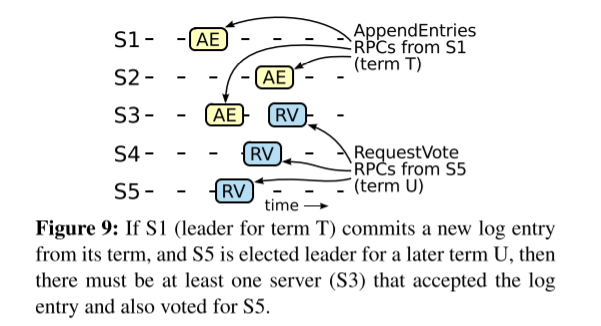 S1 AE AppendEntries
RPCs from S1
S2 AE (term T)
S3 AE RV
S4 RV RequestVote
RPCs from S5
S5 RV (term U)
time
Figure 9: If S1 (leader for term T) commits a new log entry
from its term, and S5 is elected leader for a later term U, then
there must be at least one server (S3) that accepted the log
entry and also voted for S5.